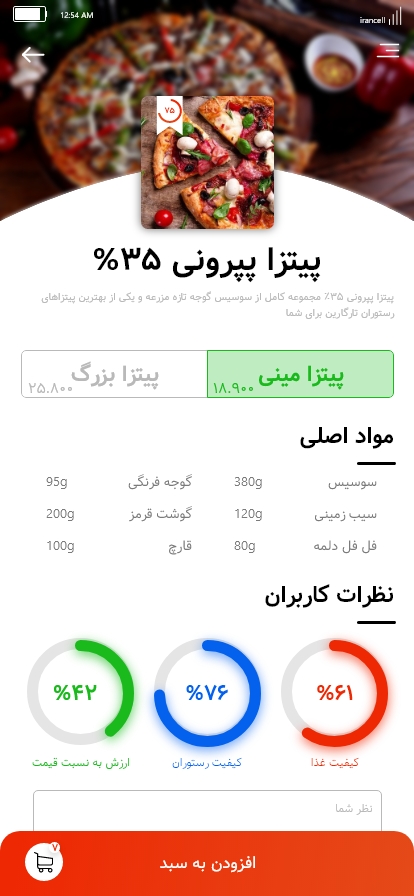 12:54 AM
irancell
۷۵
پیتزا پپرونی ۳۵%
پیتزا پپرونی ۳۵٪ مجموعه کامل از سوسیس گوجه تازه مزرعه و یکی از بهترین پیتزاهای
رستوران تارگارین برای شما
پیتزا مینی
۱۸.۹۰۰
پیتزا بزرگ
۲۵.۸۰۰
مواد اصلی
سوسیس 380g گوجه فرنگی 95g
سیب زمینی 120g گوشت قرمز 200g
فل فل دلمه 80g قارچ 100g
نظرات کاربران
%۶۱ %۷۶ %۴۲
کیفیت غذا کیفیت رستوران ارزش به نسبت قیمت
نظر شما
افزودن به سبد
۷